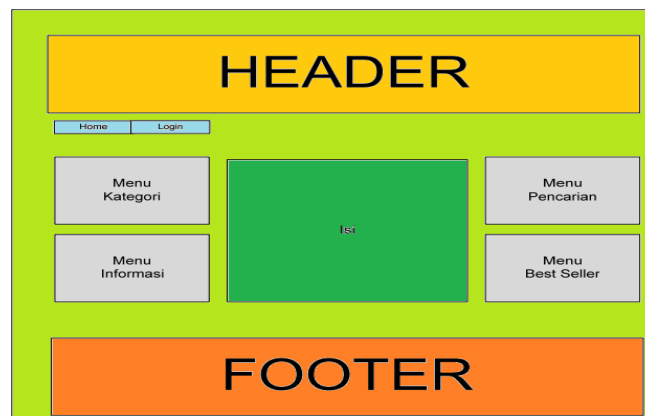 HEADER
Home
Login
Menu
Kategori
Menu
Informasi
Isi
Menu
Pencarian
Menu
Best Seller
FOOTER